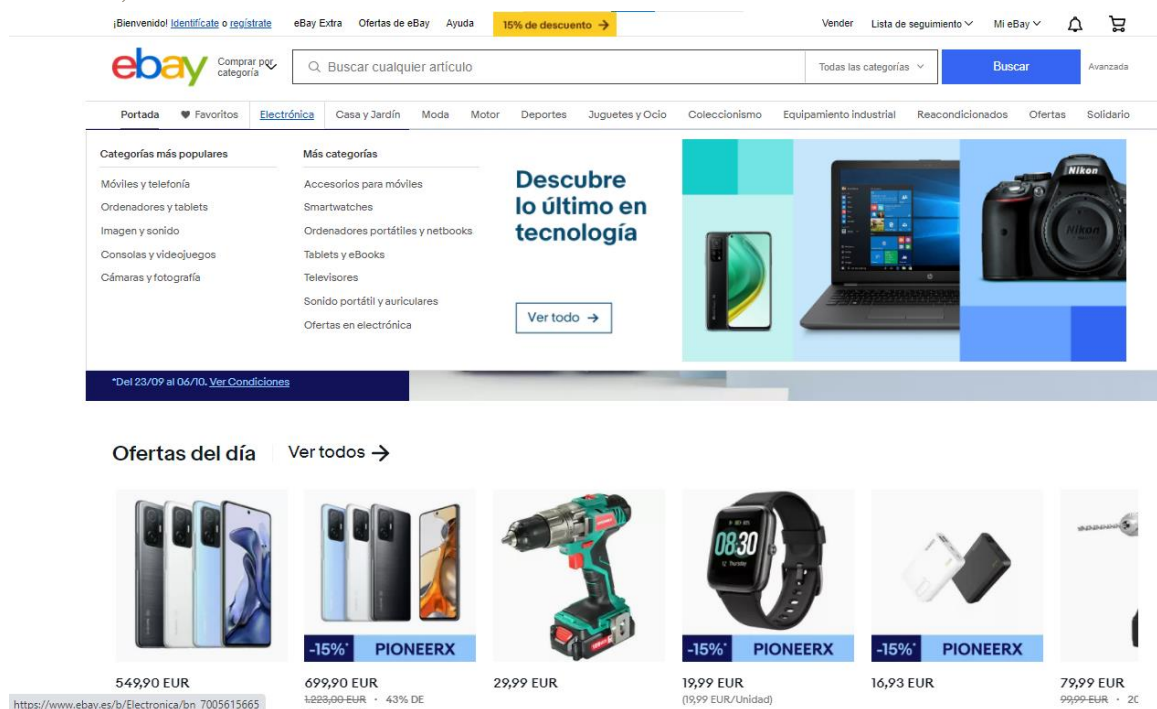 ¡Bienvenido! Identifícate o regístrate eBay Extra Ofertas de eBay Ayuda 15% de descuento → Vender Lista de seguimiento Mi eBay
ebay Comprar por categoría Buscar cualquier artículo Todas las categorías Buscar Avanzada
Portada Favoritos Electrónica Casa y Jardín Moda Motor Deportes Juguetes y Ocio Coleccionismo Equipamiento industrial Reacondicionados Ofertas Solidario
Categorías más populares
Móviles y telefonía
Ordenadores y tablets
Imagen y sonido
Consolas y videojuegos
Cámaras y fotografía
Más categorías
Accesorios para móviles
Smartwatches
Ordenadores portátiles y netbooks
Tablets y eBooks
Televisores
Sonido portátil y auriculares
Ofertas en electrónica
Descubre
lo último en
tecnología
Ver todo →
Nikon
Nikon
*Del 23/09 al 06/10. Ver Condiciones
Ofertas del día Ver todos →
08:30
12 Thursday
-15%* PIONEERX -15%* PIONEERX -15%* PIONEERX
549,90 EUR 699,90 EUR 29,99 EUR 19,99 EUR 16,93 EUR 79,99 EUR
1.223,00 EUR · 43% DE (19,99 EUR/Unidad) 99,99 EUR · 20
https://www.ebay.es/b/Electronica/bn_7005615665